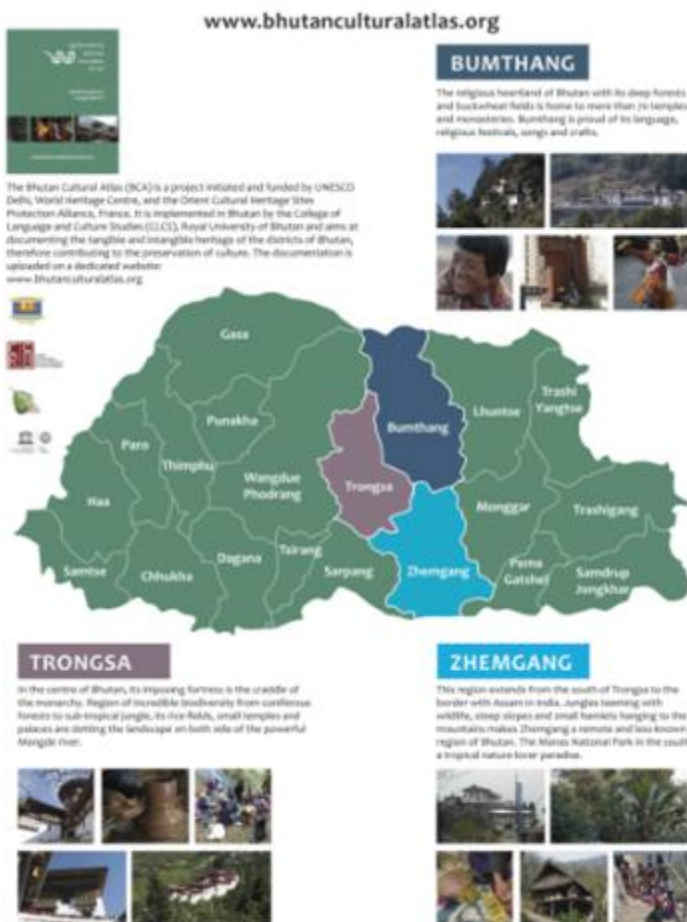 www.bhutanculturalatlas.org
BUMTHANG
The religious heartland of Bhutan with its deep forests
and buckwheat fields is home to more than 70 temples
and monasteries. Bumthang is proud of its language,
religious festivals, songs and crafts.
The Bhutan Cultural Atlas (BCA) is a project initiated and funded by UNESCO
Delhi, World Heritage Centre, and the Orient Cultural Heritage Sites
Protection Alliance, France. It is implemented in Bhutan by the College of
Language and Culture Studies (CLCS), Royal University of Bhutan and aims at
documenting the tangible and intangible heritage of the districts of Bhutan,
therefore contributing to the preservation of culture. The documentation is
uploaded on a dedicated website:
www.bhutanculturalatlas.org
Gasa
Bumthang
Lhuntse
Trashi
Yangtse
Punakha
Paro
Thimphu
Wangdue
Phodrang
Trongsa
Haa
Monggar
Trashigang
Samtse
Chhukha
Dagana
Tsirang
Sarpang
Zhemgang
Pema
Gatshel
Samdrup
Jongkhar
TRONGSA
In the centre of Bhutan, its imposing fortress is the craddle of
the monarchy. Region of incredible biodiversity from coniferous
forests to sub-tropical jungle, its rice-fields, small temples and
palaces are dotting the landscape on both side of the powerful
Mangde river.
ZHEMGANG
This region extends from the south of Trongsa to the
border with Assam in India. Jungles teeming with
wildlife, steep slopes and small hamlets hanging to the
mountains makes Zhemgang a remote and less known
region of Bhutan. The Manas National Park in the south
a tropical nature lover paradise.